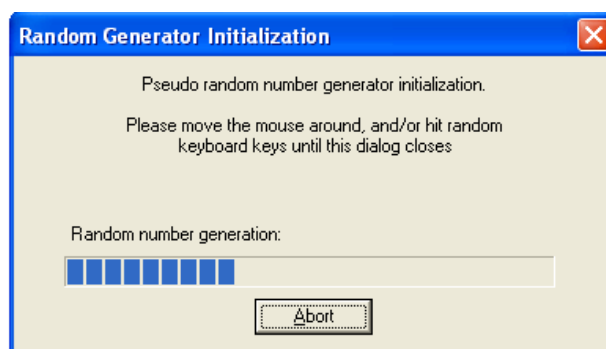 Random Generator Initialization
Pseudo random number generator initialization.
Please move the mouse around, and/or hit random
keyboard keys until this dialog closes
Random number generation:
Abort